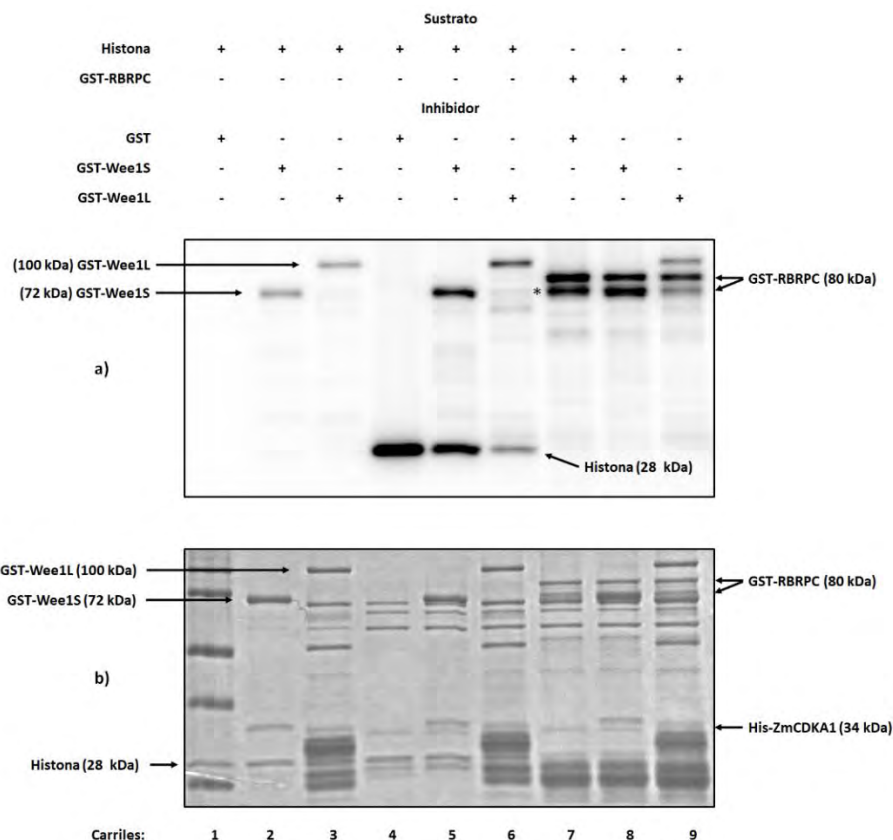 Sustrato
Histona + + + + + + - - -
GST-RBRPC - - - - - - + + +
Inhibidor
GST + - - + - - + - -
GST-Wee1S - + - - + - - + -
GST-Wee1L - - + - - + - - +
(100 kDa) GST-Wee1L
GST-RBRPC (80 kDa)
(72 kDa) GST-Wee1S
*
a)
Histona (28 kDa)
GST-Wee1L (100 kDa)
GST-RBRPC (80 kDa)
GST-Wee1S (72 kDa)
b)
His-ZmCDKA1 (34 kDa)
Histona (28 kDa)
Carriles: 1 2 3 4 5 6 7 8 9